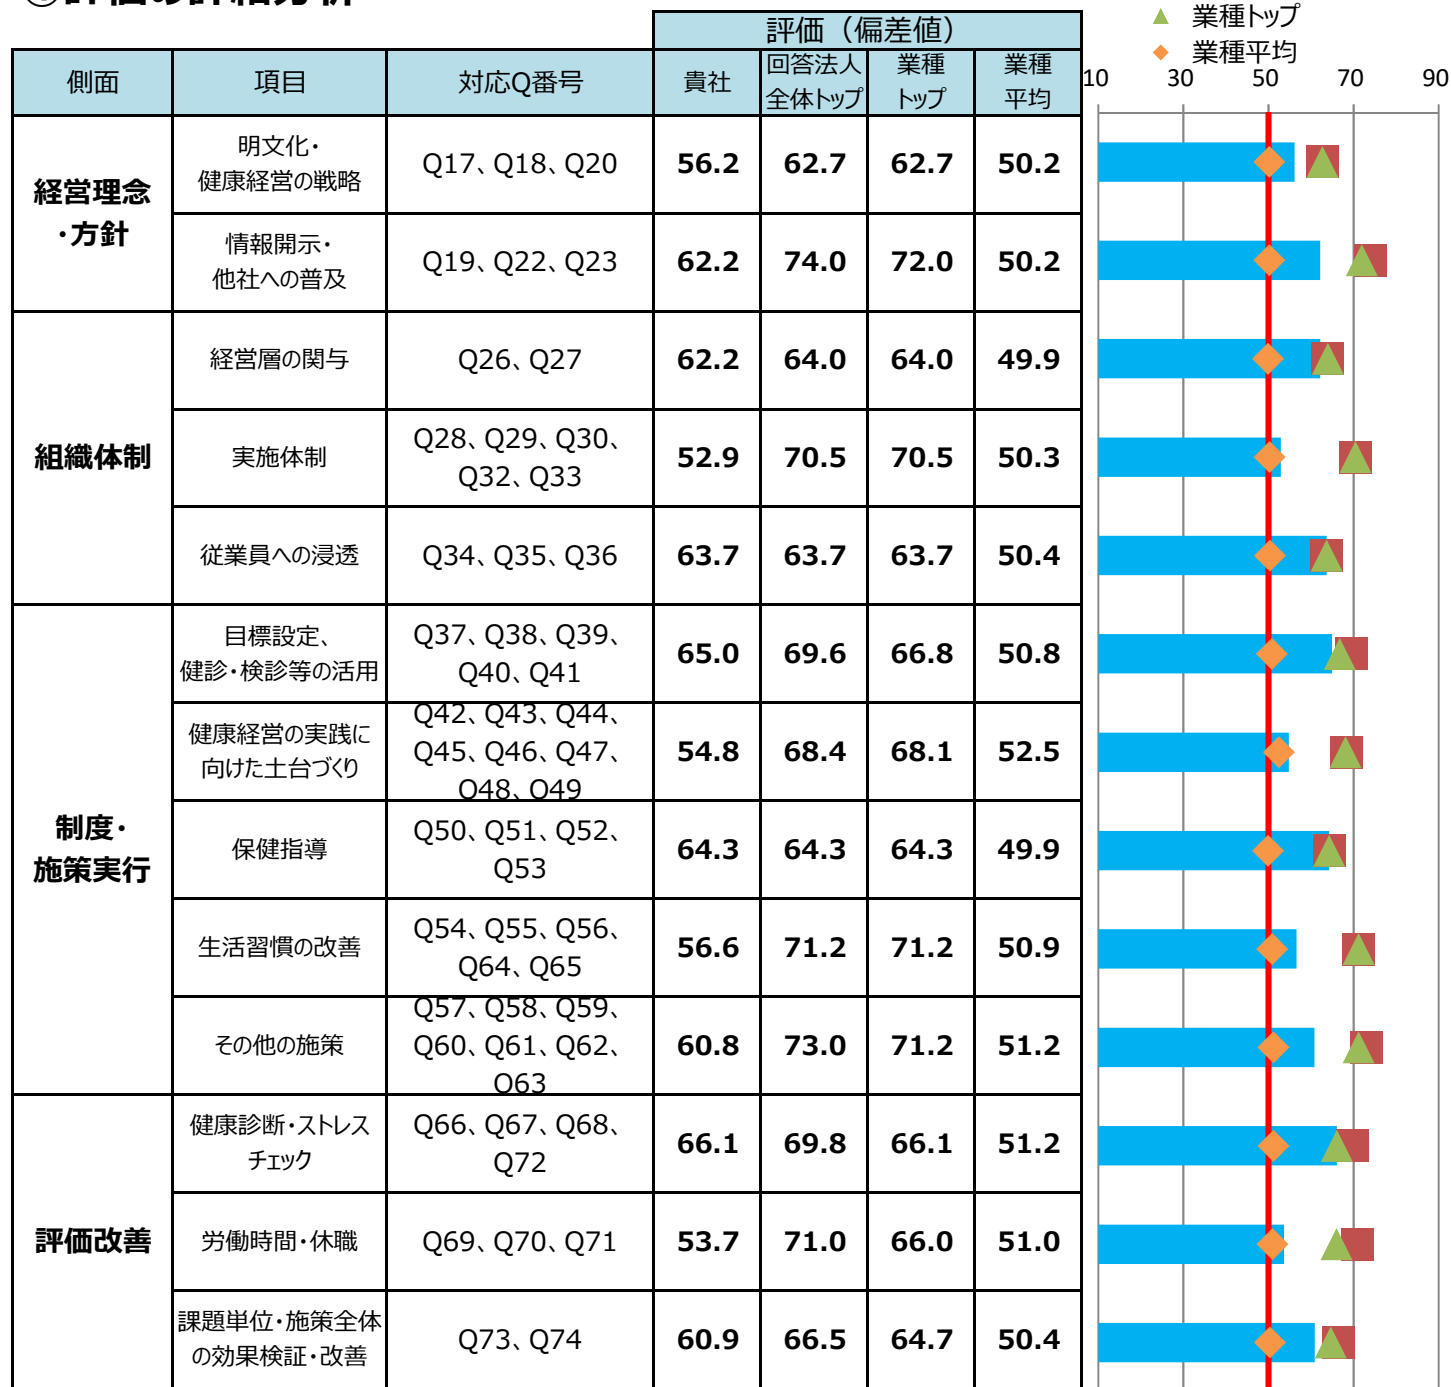 評価（偏差値）
▲ 業種トップ
◆ 業種平均
側面 項目 対応Q番号 貴社 回答法人 業種 業種
全体トップ トップ 平均
10 30 50 70 90
経営理念
・方針
明文化・
健康経営の戦略
Q17、Q18、Q20 56.2 62.7 62.7 50.2
情報開示・
他社への普及
Q19、Q22、Q23 62.2 74.0 72.0 50.2
組織体制
経営層の関与 Q26、Q27 62.2 64.0 64.0 49.9
実施体制
Q28、Q29、Q30、
Q32、Q33
52.9 70.5 70.5 50.3
従業員への浸透 Q34、Q35、Q36 63.7 63.7 63.7 50.4
制度・
施策実行
目標設定、
健診・検診等の活用
Q37、Q38、Q39、
Q40、Q41
65.0 69.6 66.8 50.8
健康経営の実践に
向けた土台づくり
Q42、Q43、Q44、
Q45、Q46、Q47、
Q48、Q49
54.8 68.4 68.1 52.5
保健指導
Q50、Q51、Q52、
Q53
64.3 64.3 64.3 49.9
生活習慣の改善
Q54、Q55、Q56、
Q64、Q65
56.6 71.2 71.2 50.9
その他の施策
Q57、Q58、Q59、
Q60、Q61、Q62、
Q63
60.8 73.0 71.2 51.2
評価改善
健康診断・ストレス
チェック
Q66、Q67、Q68、
Q72
66.1 69.8 66.1 51.2
労働時間・休職 Q69、Q70、Q71 53.7 71.0 66.0 51.0
課題単位・施策全体
の効果検証・改善
Q73、Q74 60.9 66.5 64.7 50.4